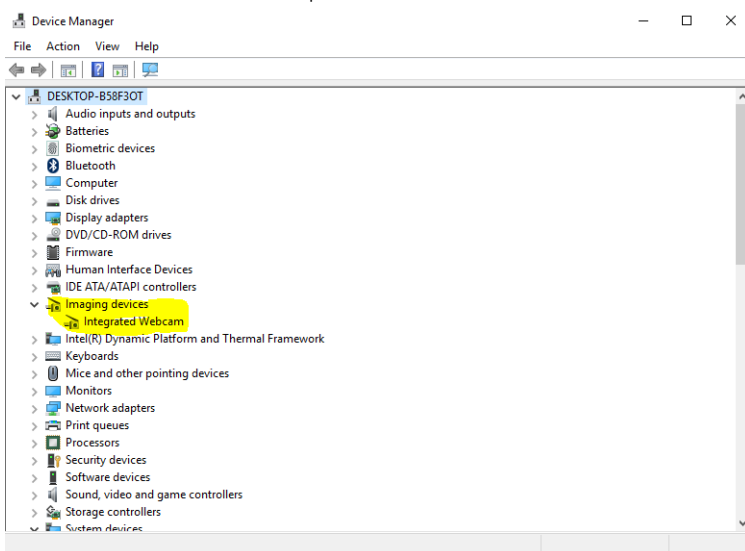 Device Manager
File Action View Help
DESKTOP-B58F3OT
Audio inputs and outputs
Batteries
Biometric devices
Bluetooth
Computer
Disk drives
Display adapters
DVD/CD-ROM drives
Firmware
Human Interface Devices
IDE ATA/ATAPI controllers
Imaging devices
Integrated Webcam
Intel(R) Dynamic Platform and Thermal Framework
Keyboards
Mice and other pointing devices
Monitors
Network adapters
Print queues
Processors
Security devices
Software devices
Sound, video and game controllers
Storage controllers
System devices